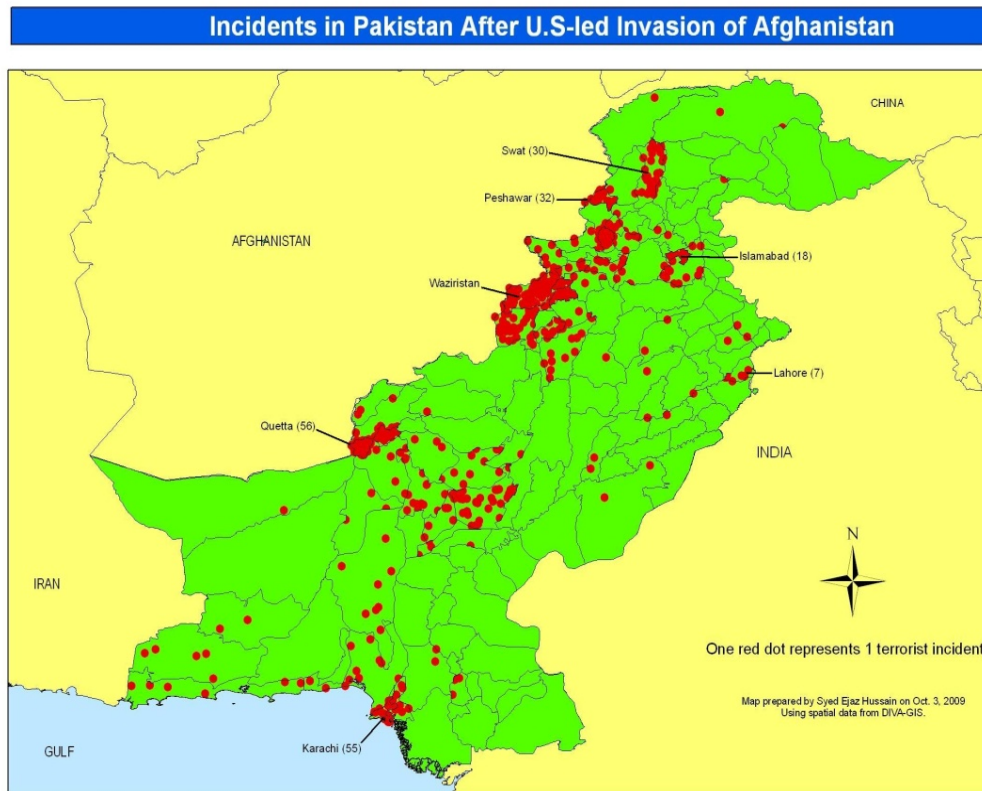 Incidents in Pakistan After U.S-led Invasion of Afghanistan
CHINA
Swat (30)
Peshawar (32)
AFGHANISTAN
Islamabad (18)
Waziristan
Lahore (7)
Quetta (56)
INDIA
N
IRAN
One red dot represents 1 terrorist incident
Map prepared by Syed Ejaz Hussain on Oct. 3, 2009
Using spatial data from DIVA-GIS.
Karachi (55)
GULF